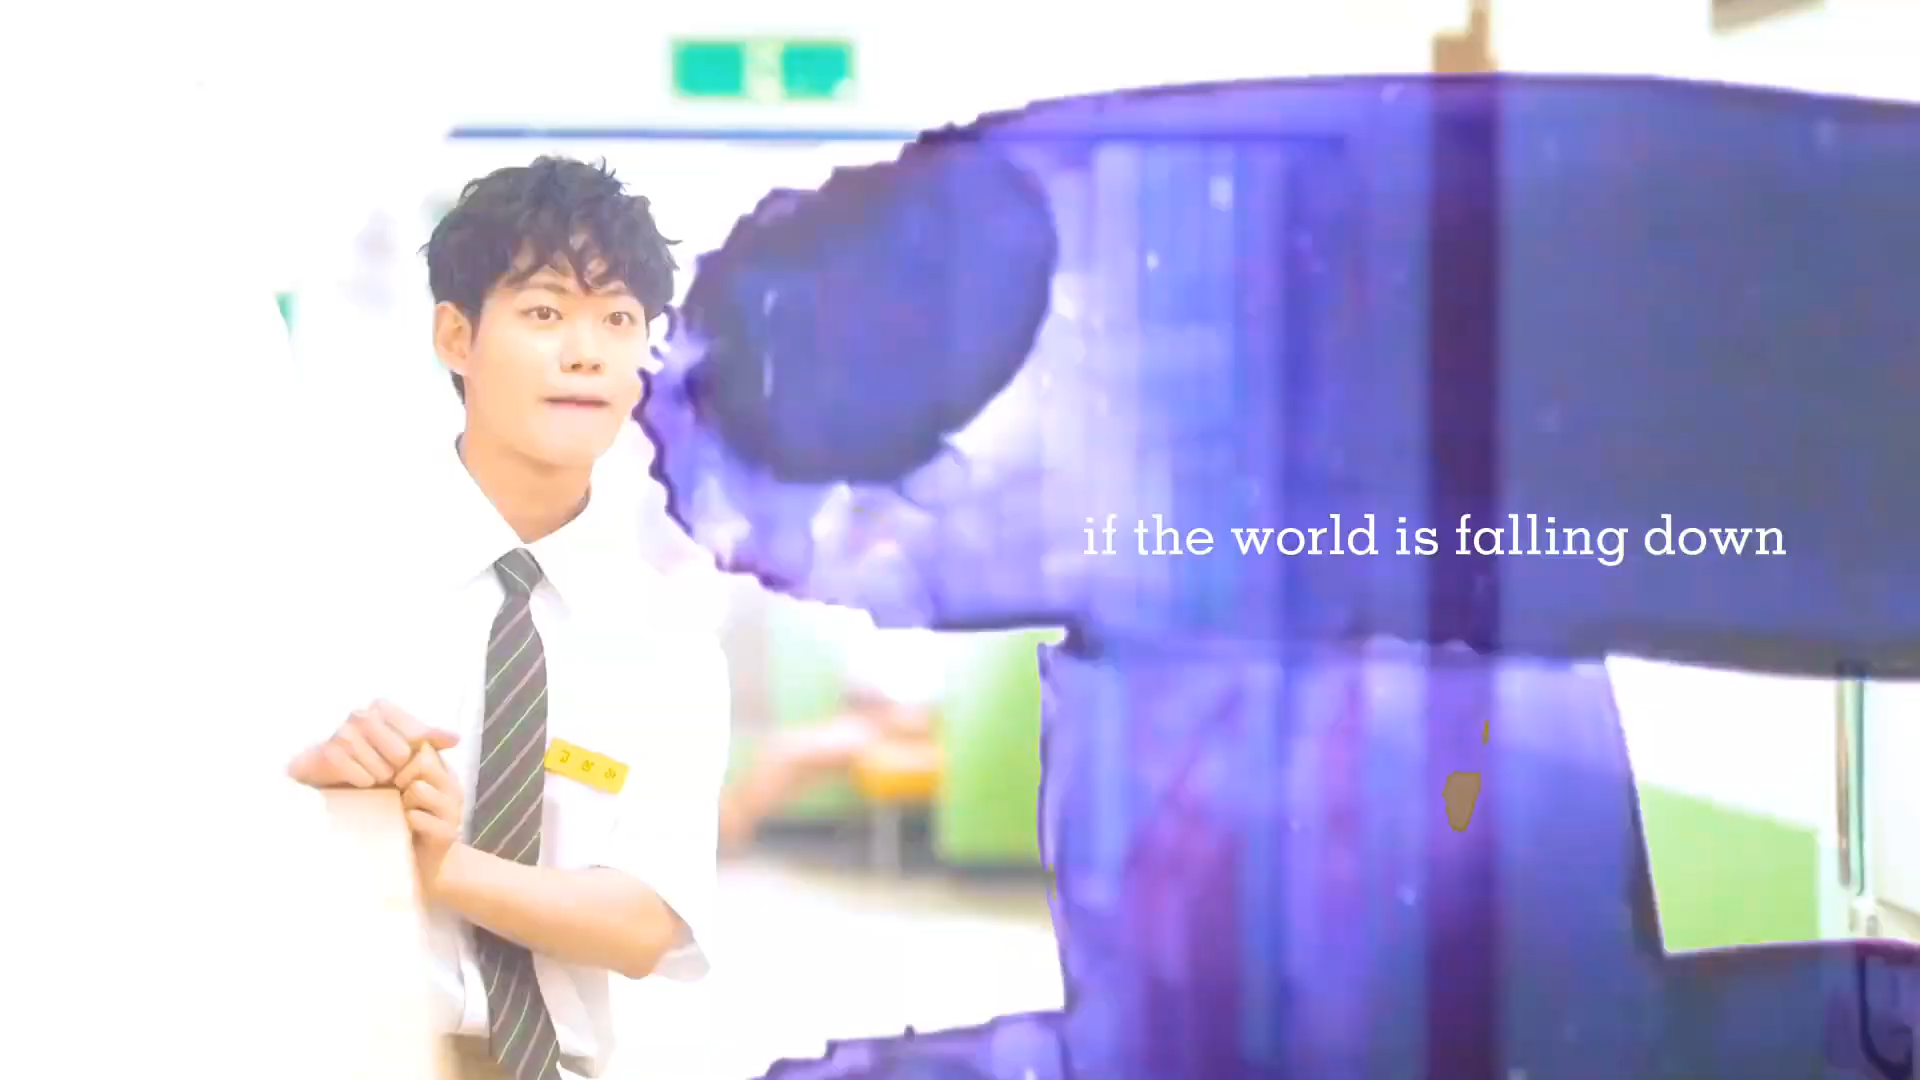 if the world is falling down